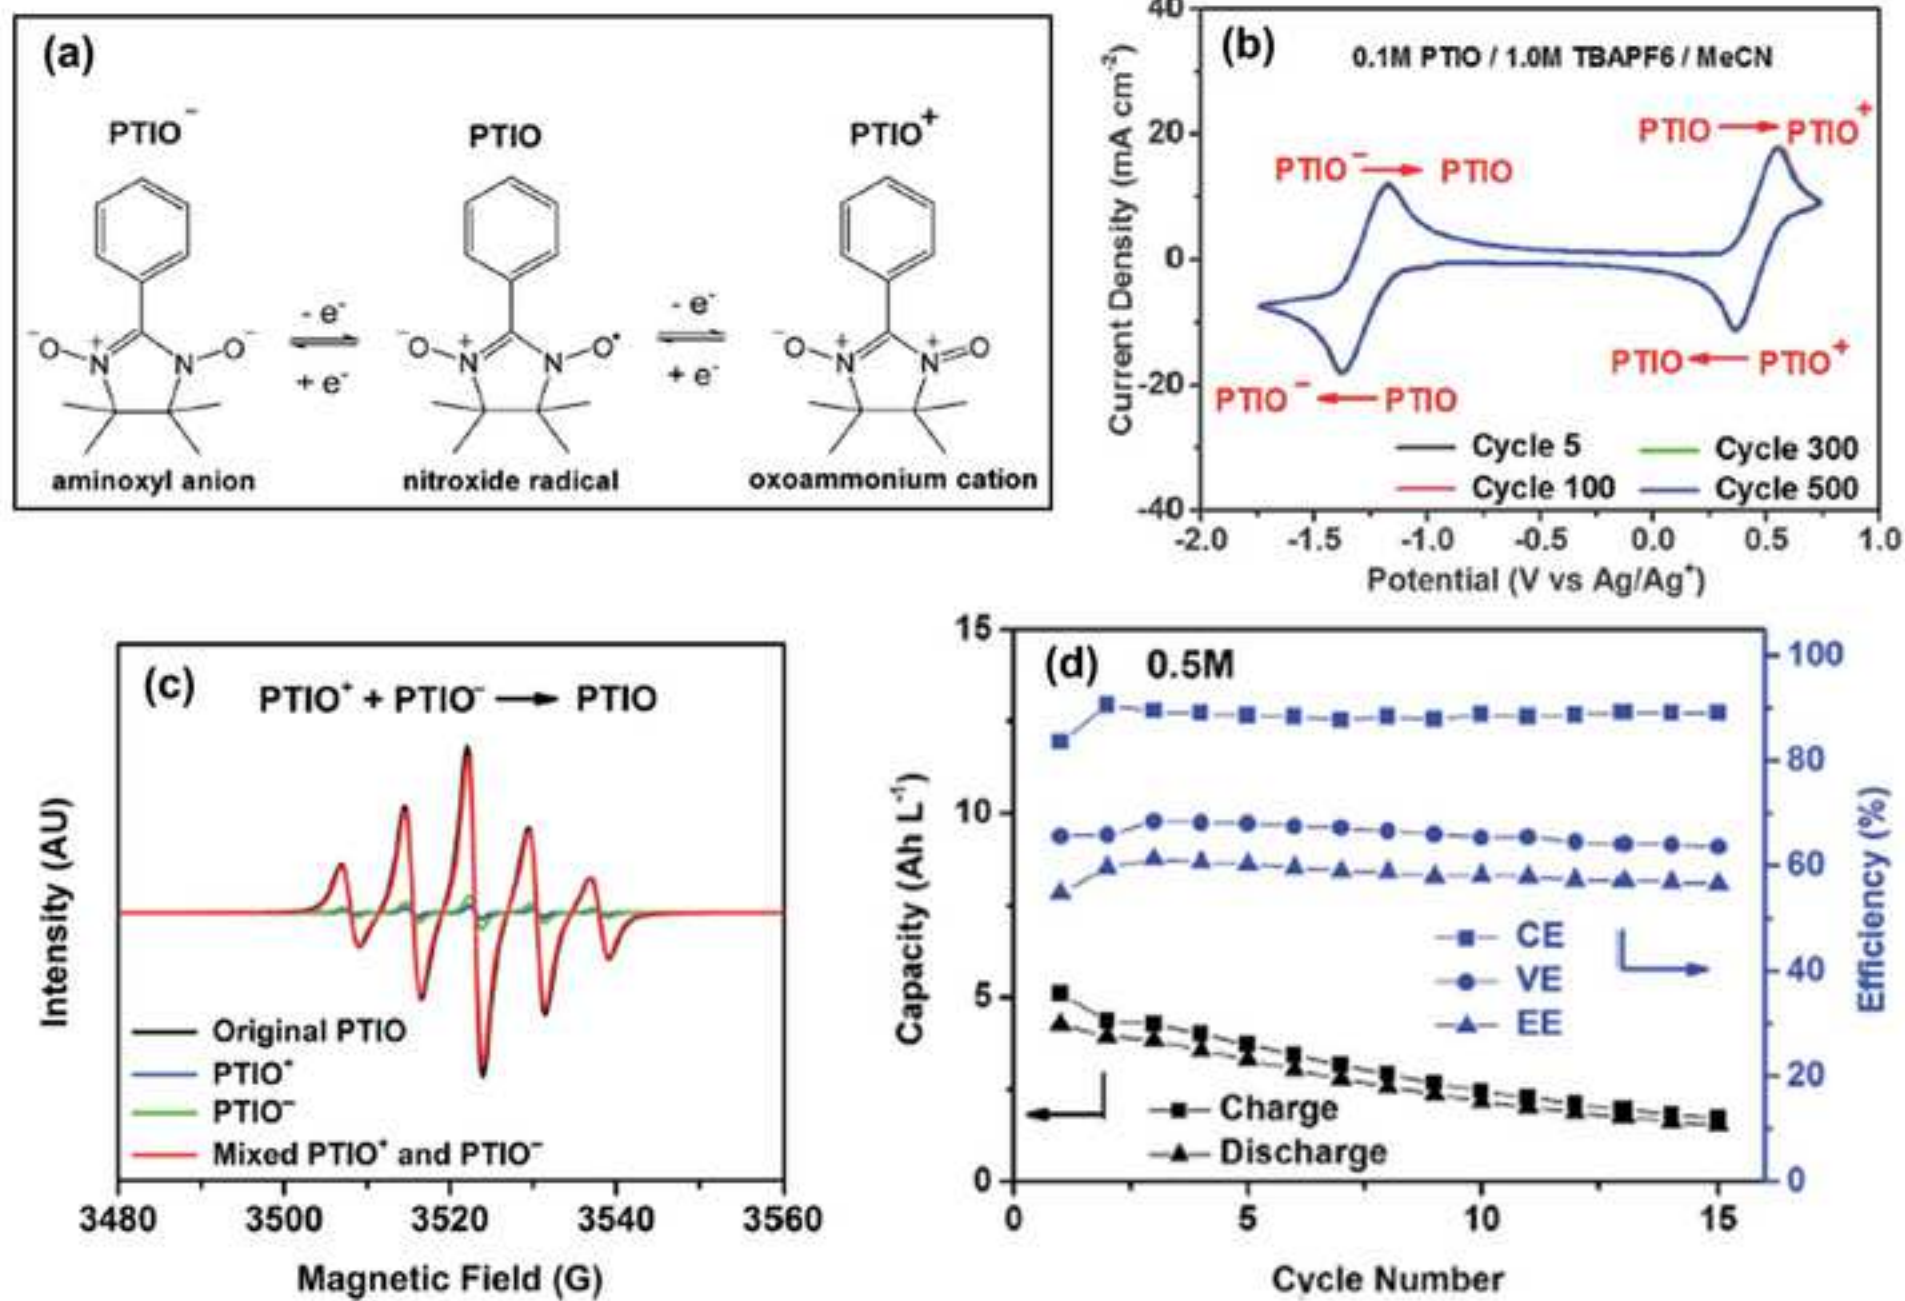 (a)
PTIO⁻
PTIO
PTIO⁺
⁻O
N⁺
N
O⁻
- e⁻
+ e⁻
⁻O
N⁺
N
O•
- e⁻
+ e⁻
⁻O
N⁺
N⁺
O
aminoxyl anion
nitroxide radical
oxoammonium cation
(b)
0.1M PTIO / 1.0M TBAPF6 / MeCN
PTIO⁻ → PTIO
PTIO → PTIO⁺
PTIO⁻ ← PTIO
PTIO ← PTIO⁺
Cycle 5
Cycle 300
Cycle 100
Cycle 500
40
20
0
-20
-40
Current Density (mA cm⁻²)
-2.0 -1.5 -1.0 -0.5 0.0 0.5 1.0
Potential (V vs Ag/Ag⁺)
(c)
PTIO⁺ + PTIO⁻ → PTIO
Intensity (AU)
Original PTIO
PTIO⁺
PTIO⁻
Mixed PTIO⁺ and PTIO⁻
3480 3500 3520 3540 3560
Magnetic Field (G)
(d) 0.5M
15
10
5
0
Capacity (Ah L⁻¹)
CE
VE
EE
Charge
Discharge
100
80
60
40
20
0
Efficiency (%)
0 5 10 15
Cycle Number